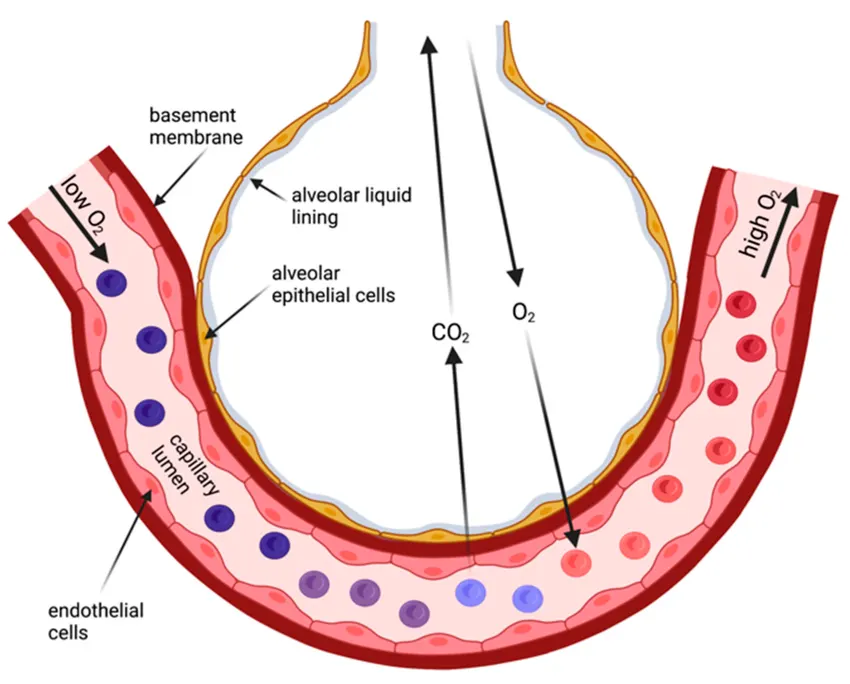 basement
membrane
low O₂
alveolar liquid
lining
high O₂
alveolar
epithelial cells
CO₂
O₂
capillary
lumen
endothelial
cells